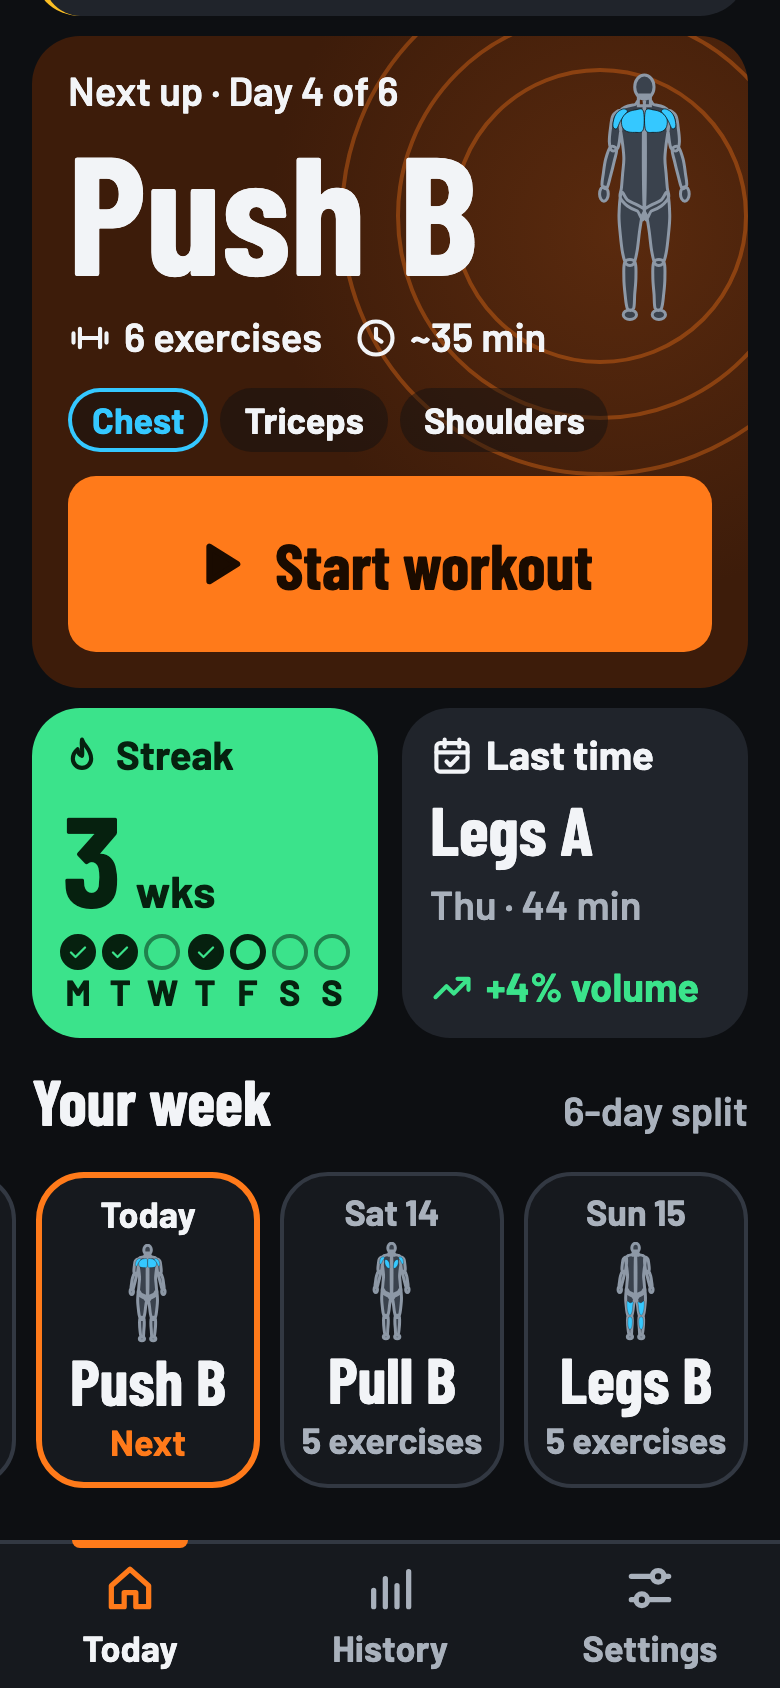 Next up · Day 4 of 6
Push B
6 exercises ~35 min
Chest Triceps Shoulders
Start workout
Streak
3 wks
M T W T F S S
Last time
Legs A
Thu · 44 min
+4% volume
Your week 6-day split
Today
Push B
Next
Sat 14
Pull B
5 exercises
Sun 15
Legs B
5 exercises
Today History Settings